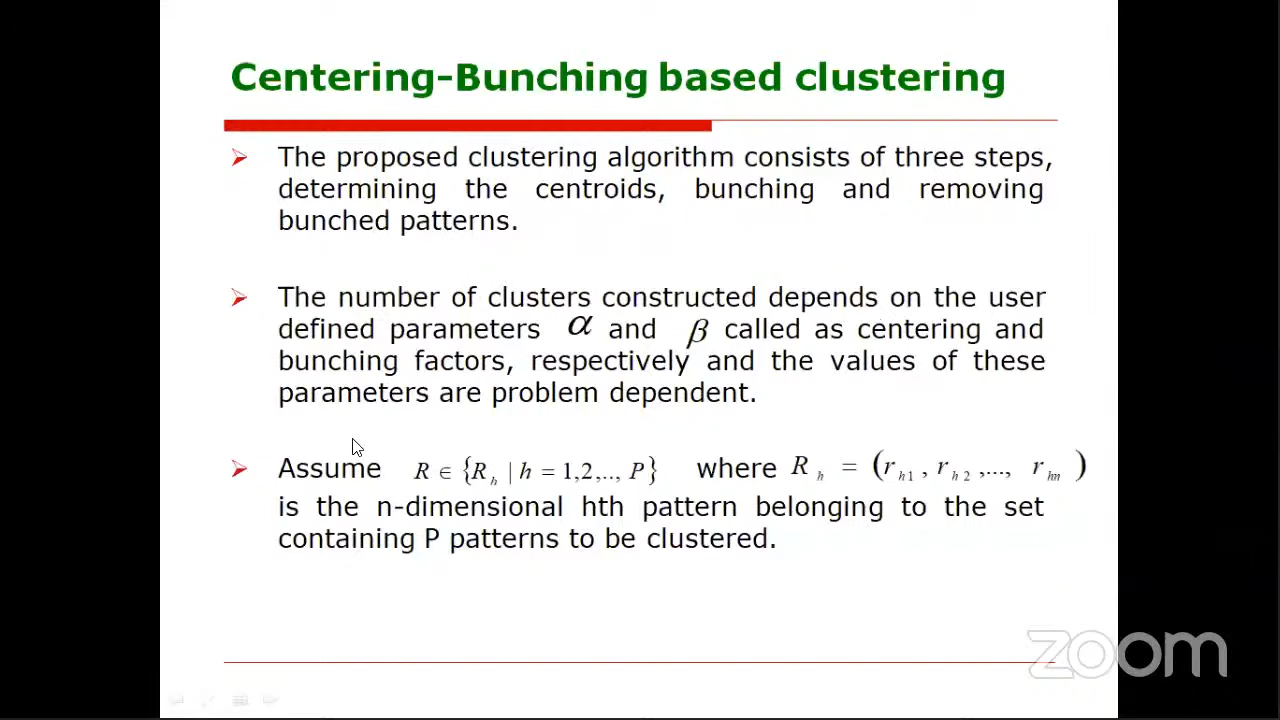 Centering-Bunching based clustering
The proposed clustering algorithm consists of three steps,
determining the centroids, bunching and removing
bunched patterns.
The number of clusters constructed depends on the user
defined parameters α and β called as centering and
bunching factors, respectively and the values of these
parameters are problem dependent.
Assume R ∈ {R_h | h = 1,2,.., P} where R_h = (r_h1 , r_h2 ,..., r_hn)
is the n-dimensional hth pattern belonging to the set
containing P patterns to be clustered.
zoom